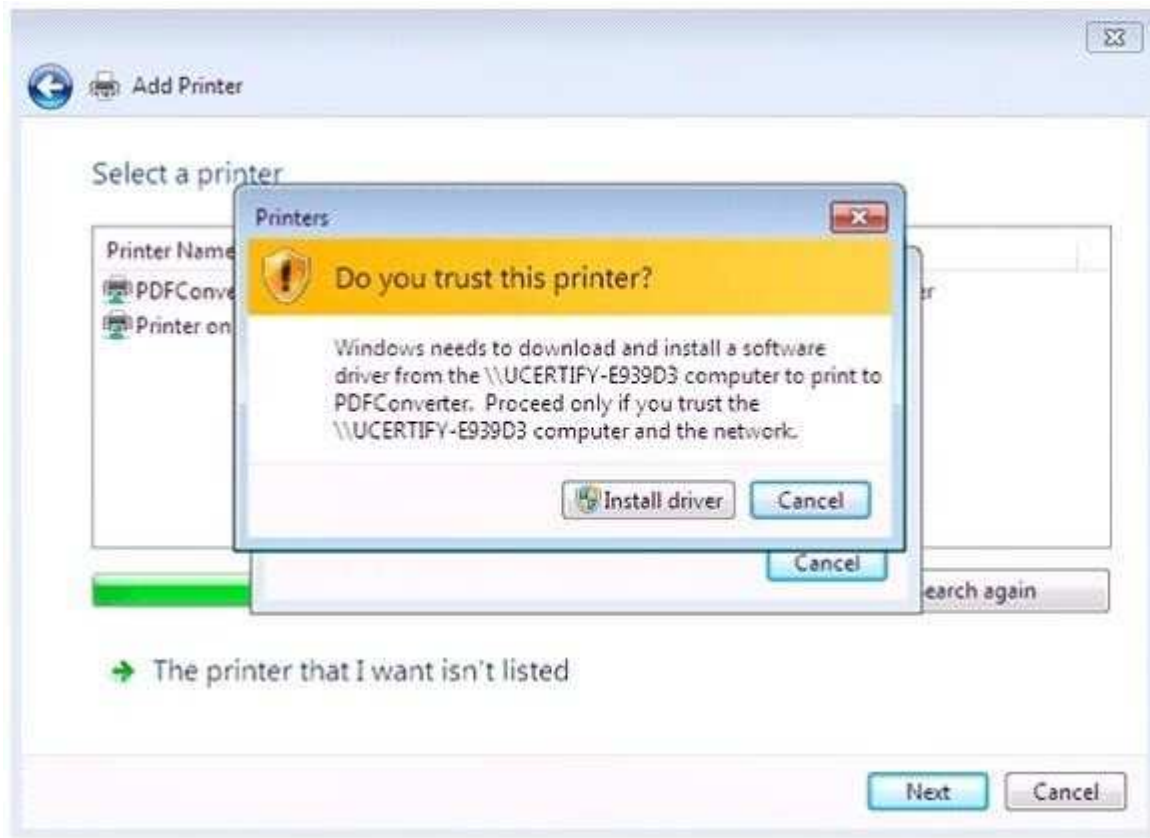 Add Printer
Select a printer
Printers
Printer Name
Do you trust this printer?
PDFConve
er
Printer on
Windows needs to download and install a software
driver from the \\UCERTIFY-E939D3 computer to print to
PDFConverter. Proceed only if you trust the
\\UCERTIFY-E939D3 computer and the network.
Install driver
Cancel
Cancel
earch again
The printer that I want isn't listed
Next
Cancel